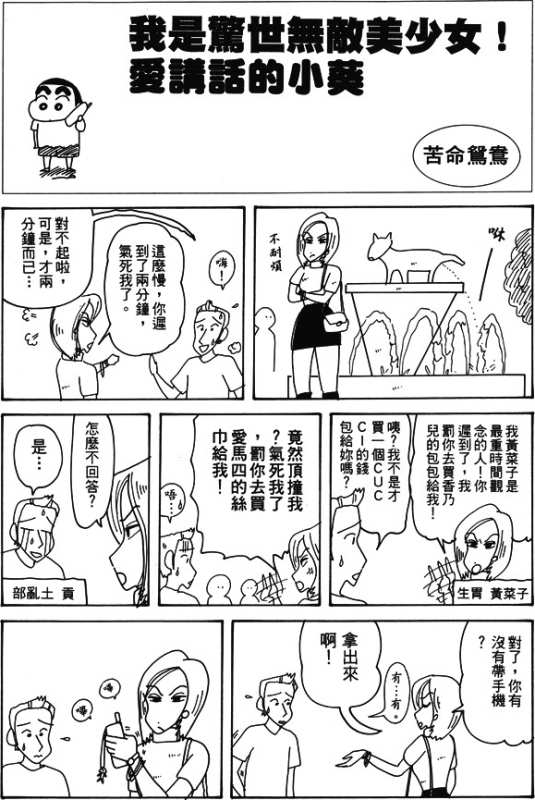 我是驚世無敵美少女！
愛講話的小葵
苦命鴛鴦
不耐煩
嗨！
這麼慢，你遲
到了兩分鐘，
氣死我了。
對不起啦，
可是，才兩
分鐘而已…
我黃菜子是
最重時間觀
念的人！你
遲到了，我
罰你去買香乃
兒的包包給我！
生胃 黃菜子
咦？我不是才
買一個CUC
CI的錢
包給妳嗎？
竟然頂撞我
？氣死我了
，罰你去買
愛馬四的絲
巾給我！
唔
怎麼不回答？
是…
部亂土 貢
對了，你有
沒有帶手機
？
有…有。
拿出來
啊！
嗯
嗯